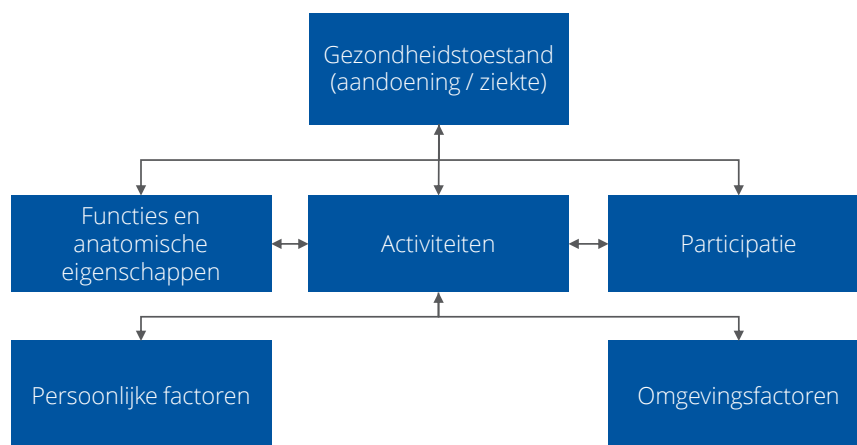 Gezondheidstoestand
(aandoening / ziekte)
Functies en
anatomische
eigenschappen
Activiteiten
Participatie
Persoonlijke factoren
Omgevingsfactoren